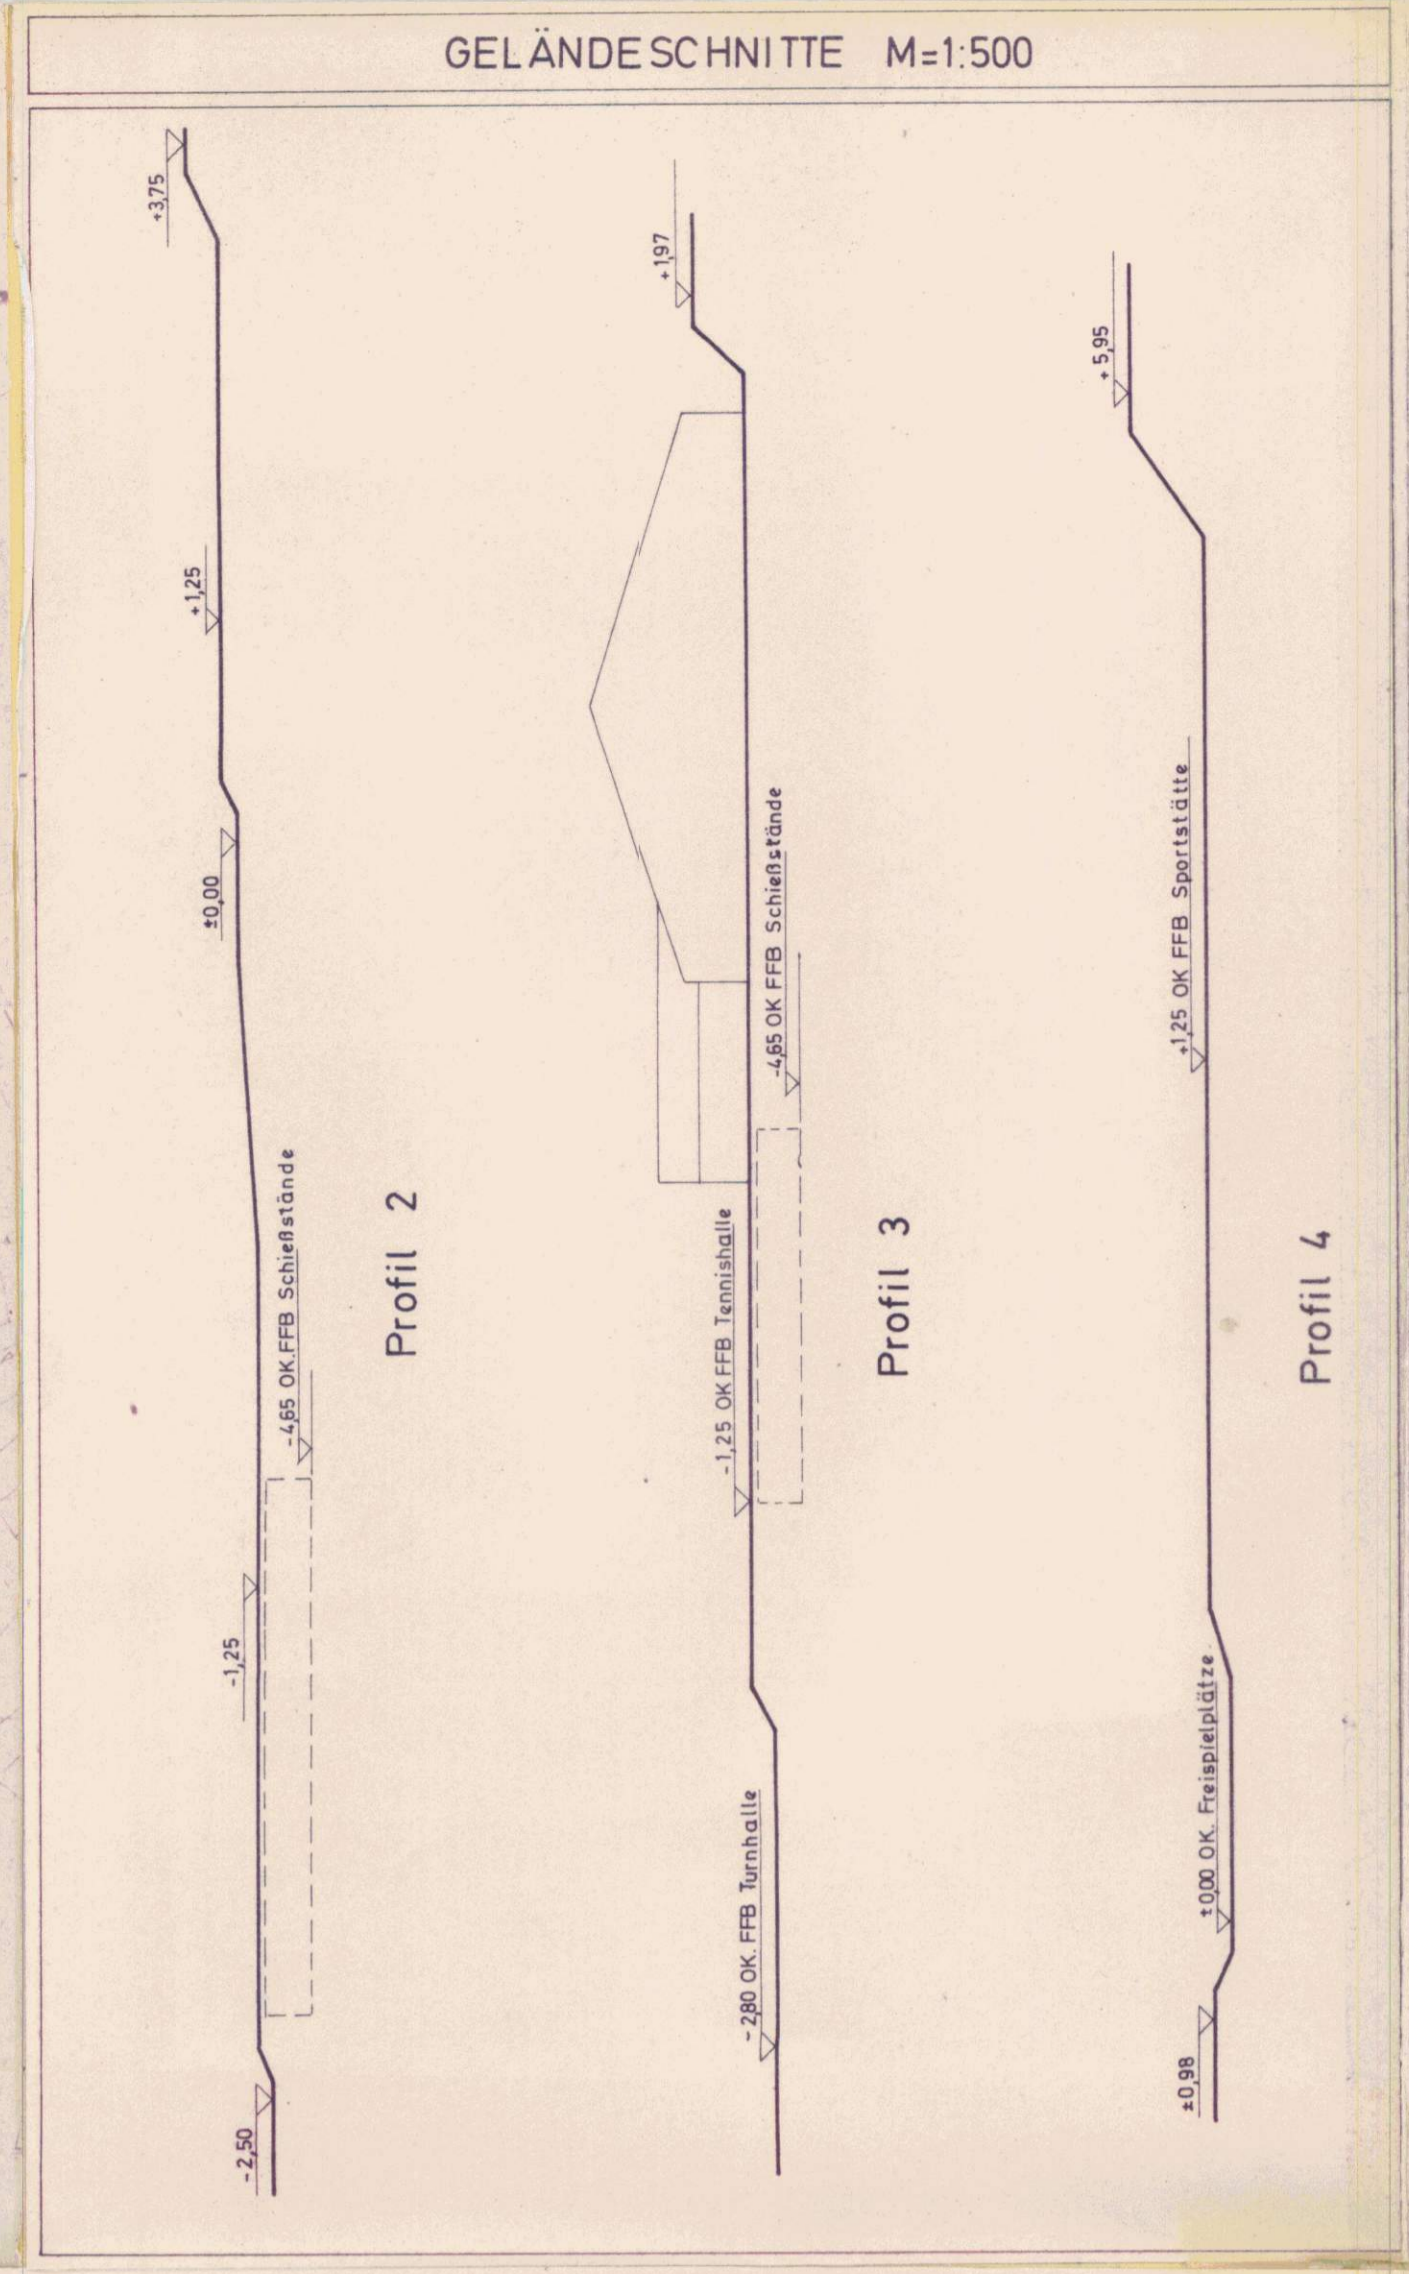 GELÄNDESCHNITTE M=1:500
-2,50
-1,25
-4,65 OK.FFB Schießstände
±0,00
+1,25
+3,75
Profil 2
-2,80 OK. FFB Turnhalle
-1,25 OK FFB Tennishalle
-4,65 OK FFB Schießstände
+1,97
Profil 3
±0,98
±0,00 OK. Freispielplätze
+1,25 OK FFB Sportstätte
+5,95
Profil 4